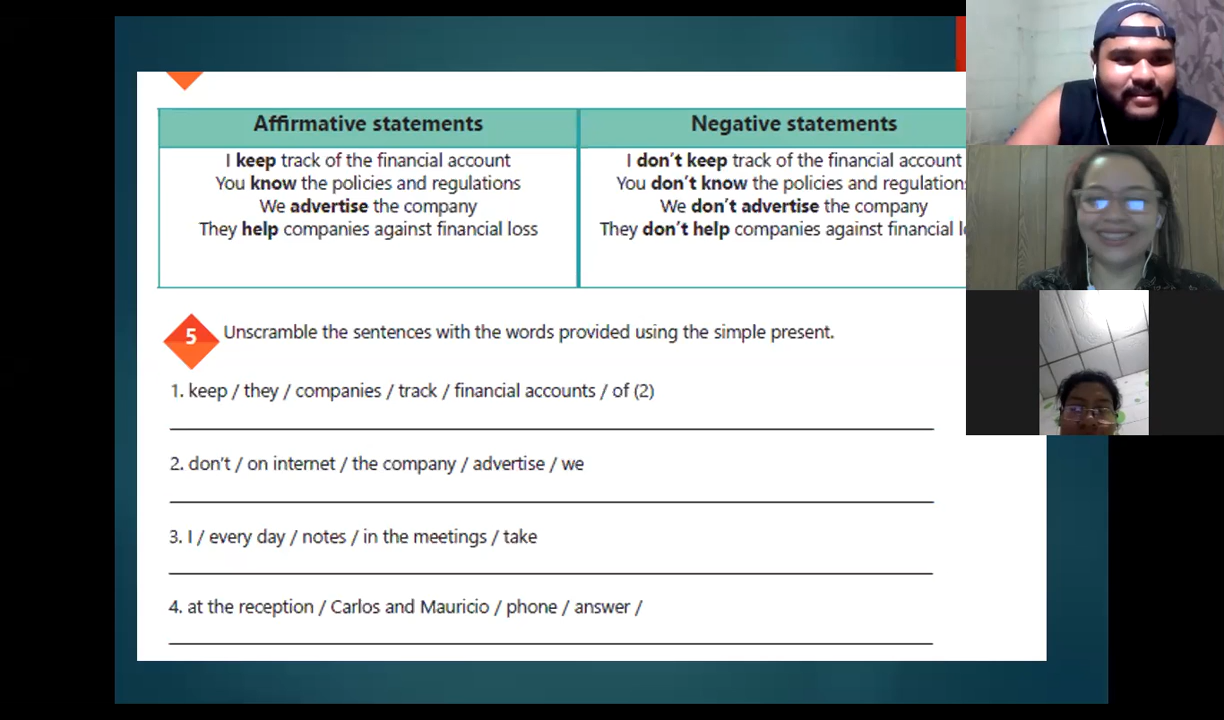 Affirmative statements
I keep track of the financial account
You know the policies and regulations
We advertise the company
They help companies against financial loss
Negative statements
I don't keep track of the financial account
You don't know the policies and regulation
We don't advertise the company
They don't help companies against financial
5 Unscramble the sentences with the words provided using the simple present.
1. keep / they / companies / track / financial accounts / of (2)
2. don't / on internet / the company / advertise / we
3. I / every day / notes / in the meetings / take
4. at the reception / Carlos and Mauricio / phone / answer /